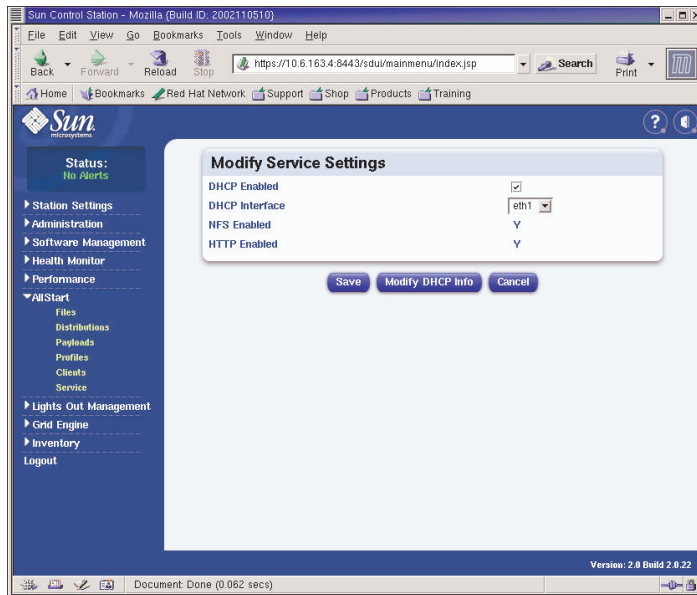 Sun Control Station - Mozilla {Build ID: 2002110510}
File Edit View Go Bookmarks Tools Window Help
Back Forward Reload Stop https://10.6.163.4:8443/sdui/mainmenu/index.jsp Search Print
Home Bookmarks Red Hat Network Support Shop Products Training
Sun
microsystems
?
Status:
No Alerts
Station Settings
Administration
Software Management
Health Monitor
Performance
AllStart
Files
Distributions
Payloads
Profiles
Clients
Service
Lights Out Management
Grid Engine
Inventory
Logout
Modify Service Settings
DHCP Enabled
DHCP Interface eth1
NFS Enabled Y
HTTP Enabled Y
Save Modify DHCP Info Cancel
Version: 2.0 Build 2.0.22
Document: Done (0.062 secs)